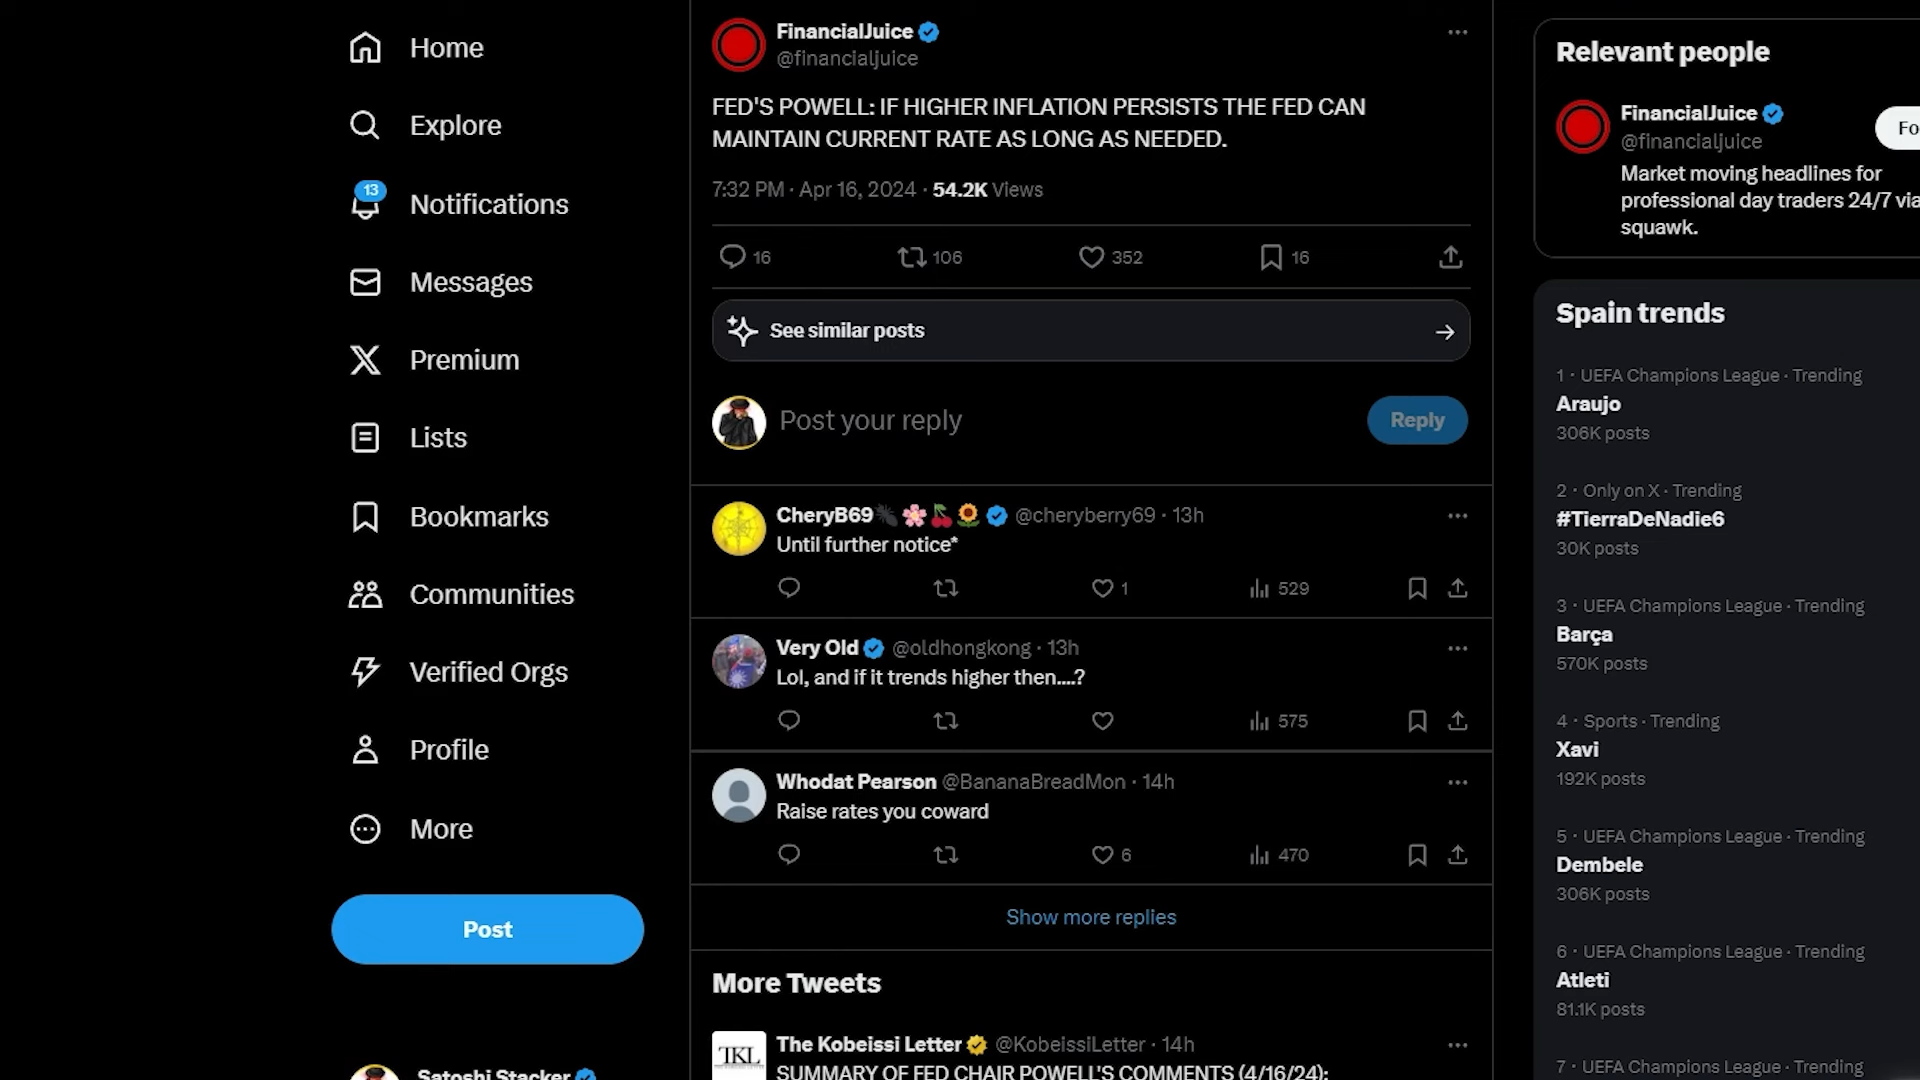 Home
Explore
13
Notifications
Messages
Premium
Lists
Bookmarks
Communities
Verified Orgs
Profile
More
Post
Satoshi Stacker
FinancialJuice
@financialjuice
FED'S POWELL: IF HIGHER INFLATION PERSISTS THE FED CAN
MAINTAIN CURRENT RATE AS LONG AS NEEDED.
7:32 PM · Apr 16, 2024 · 54.2K Views
16 106 352 16
See similar posts
Post your reply
Reply
CheryB69🕷🌸🍒🌻 @cheryberry69 · 13h
Until further notice*
1 529
Very Old @oldhongkong · 13h
Lol, and if it trends higher then....?
575
Whodat Pearson @BananaBreadMon · 14h
Raise rates you coward
6 470
Show more replies
More Tweets
TKL
The Kobeissi Letter @KobeissiLetter · 14h
SUMMARY OF FED CHAIR POWELL'S COMMENTS (4/16/24):
Relevant people
FinancialJuice
@financialjuice
Fo
Market moving headlines for
professional day traders 24/7 via
squawk.
Spain trends
1 · UEFA Champions League · Trending
Araujo
306K posts
2 · Only on X · Trending
#TierraDeNadie6
30K posts
3 · UEFA Champions League · Trending
Barça
570K posts
4 · Sports · Trending
Xavi
192K posts
5 · UEFA Champions League · Trending
Dembele
306K posts
6 · UEFA Champions League · Trending
Atleti
81.1K posts
7 · UEFA Champions League · Trending